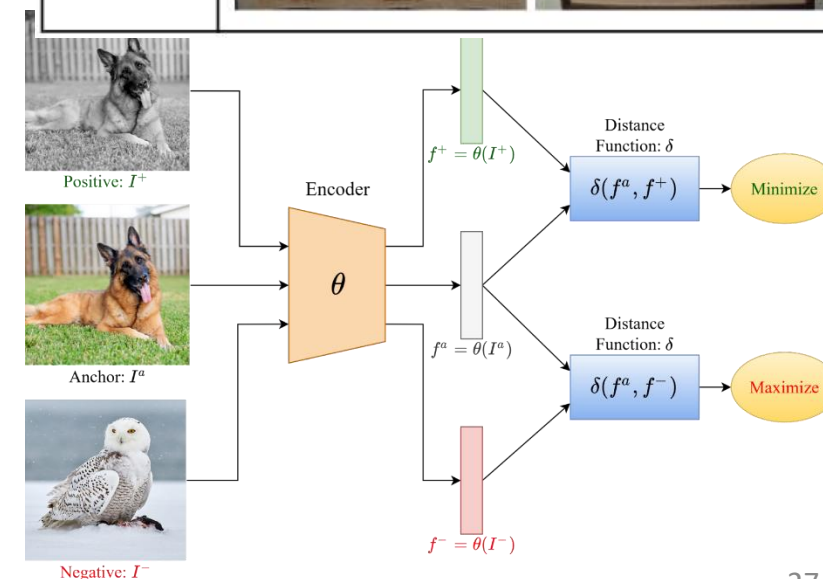 Positive: I⁺
Anchor: Iᵃ
Negative: I⁻
Encoder
θ
f⁺ = θ(I⁺)
fᵃ = θ(Iᵃ)
f⁻ = θ(I⁻)
Distance
Function: δ
δ(fᵃ, f⁺)
Minimize
Distance
Function: δ
δ(fᵃ, f⁻)
Maximize